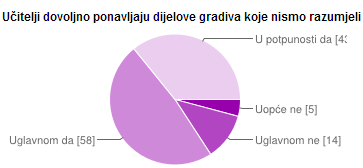 Učitelji dovoljno ponavljaju dijelove gradiva koje nismo razumjeli
U potpunosti da [43
Uopće ne [5]
Uglavnom da [58]
Uglavnom ne [14]